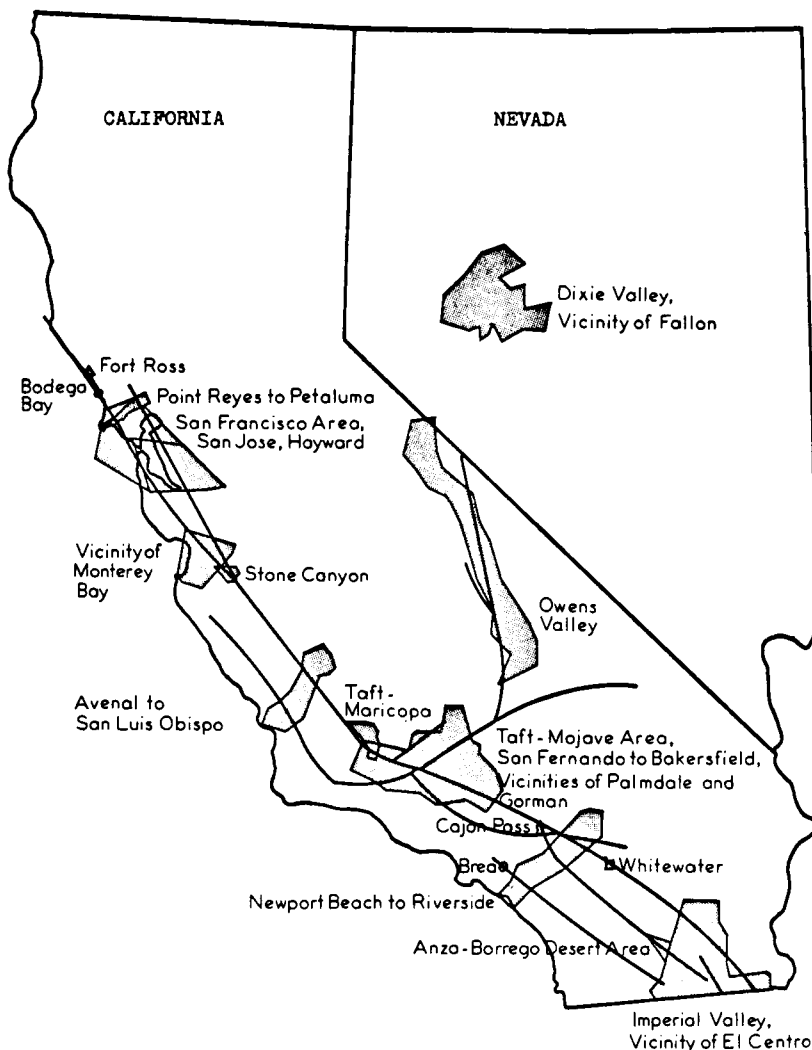 CALIFORNIA
NEVADA
Dixie Valley,
Vicinity of Fallon
Fort Ross
Bodega
Bay
Point Reyes to Petaluma
San Francisco Area,
San Jose, Hayward
Vicinity of
Monterey
Bay
Stone Canyon
Owens
Valley
Avenal to
San Luis Obispo
Taft-
Maricopa
Taft-Mojave Area,
San Fernando to Bakersfield,
Vicinities of Palmdale and
Gorman
Cajon Pass
Brea
Whitewater
Newport Beach to Riverside
Anza-Borrego Desert Area
Imperial Valley,
Vicinity of El Centro